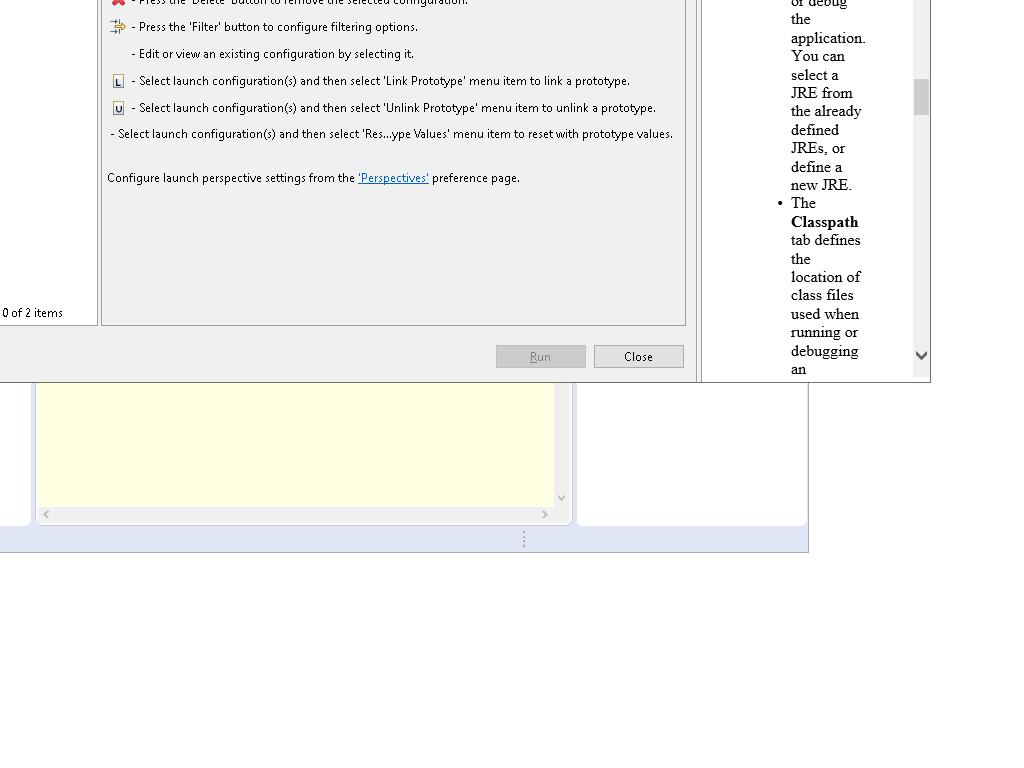 - Press the 'Delete' button to remove the selected configuration.
- Press the 'Filter' button to configure filtering options.
- Edit or view an existing configuration by selecting it.
L - Select launch configuration(s) and then select 'Link Prototype' menu item to link a prototype.
U - Select launch configuration(s) and then select 'Unlink Prototype' menu item to unlink a prototype.
- Select launch configuration(s) and then select 'Res...ype Values' menu item to reset with prototype values.
Configure launch perspective settings from the 'Perspectives' preference page.
0 of 2 items
Run
Close
or debug
the
application.
You can
select a
JRE from
the already
defined
JREs, or
define a
new JRE.
• The
Classpath
tab defines
the
location of
class files
used when
running or
debugging
an